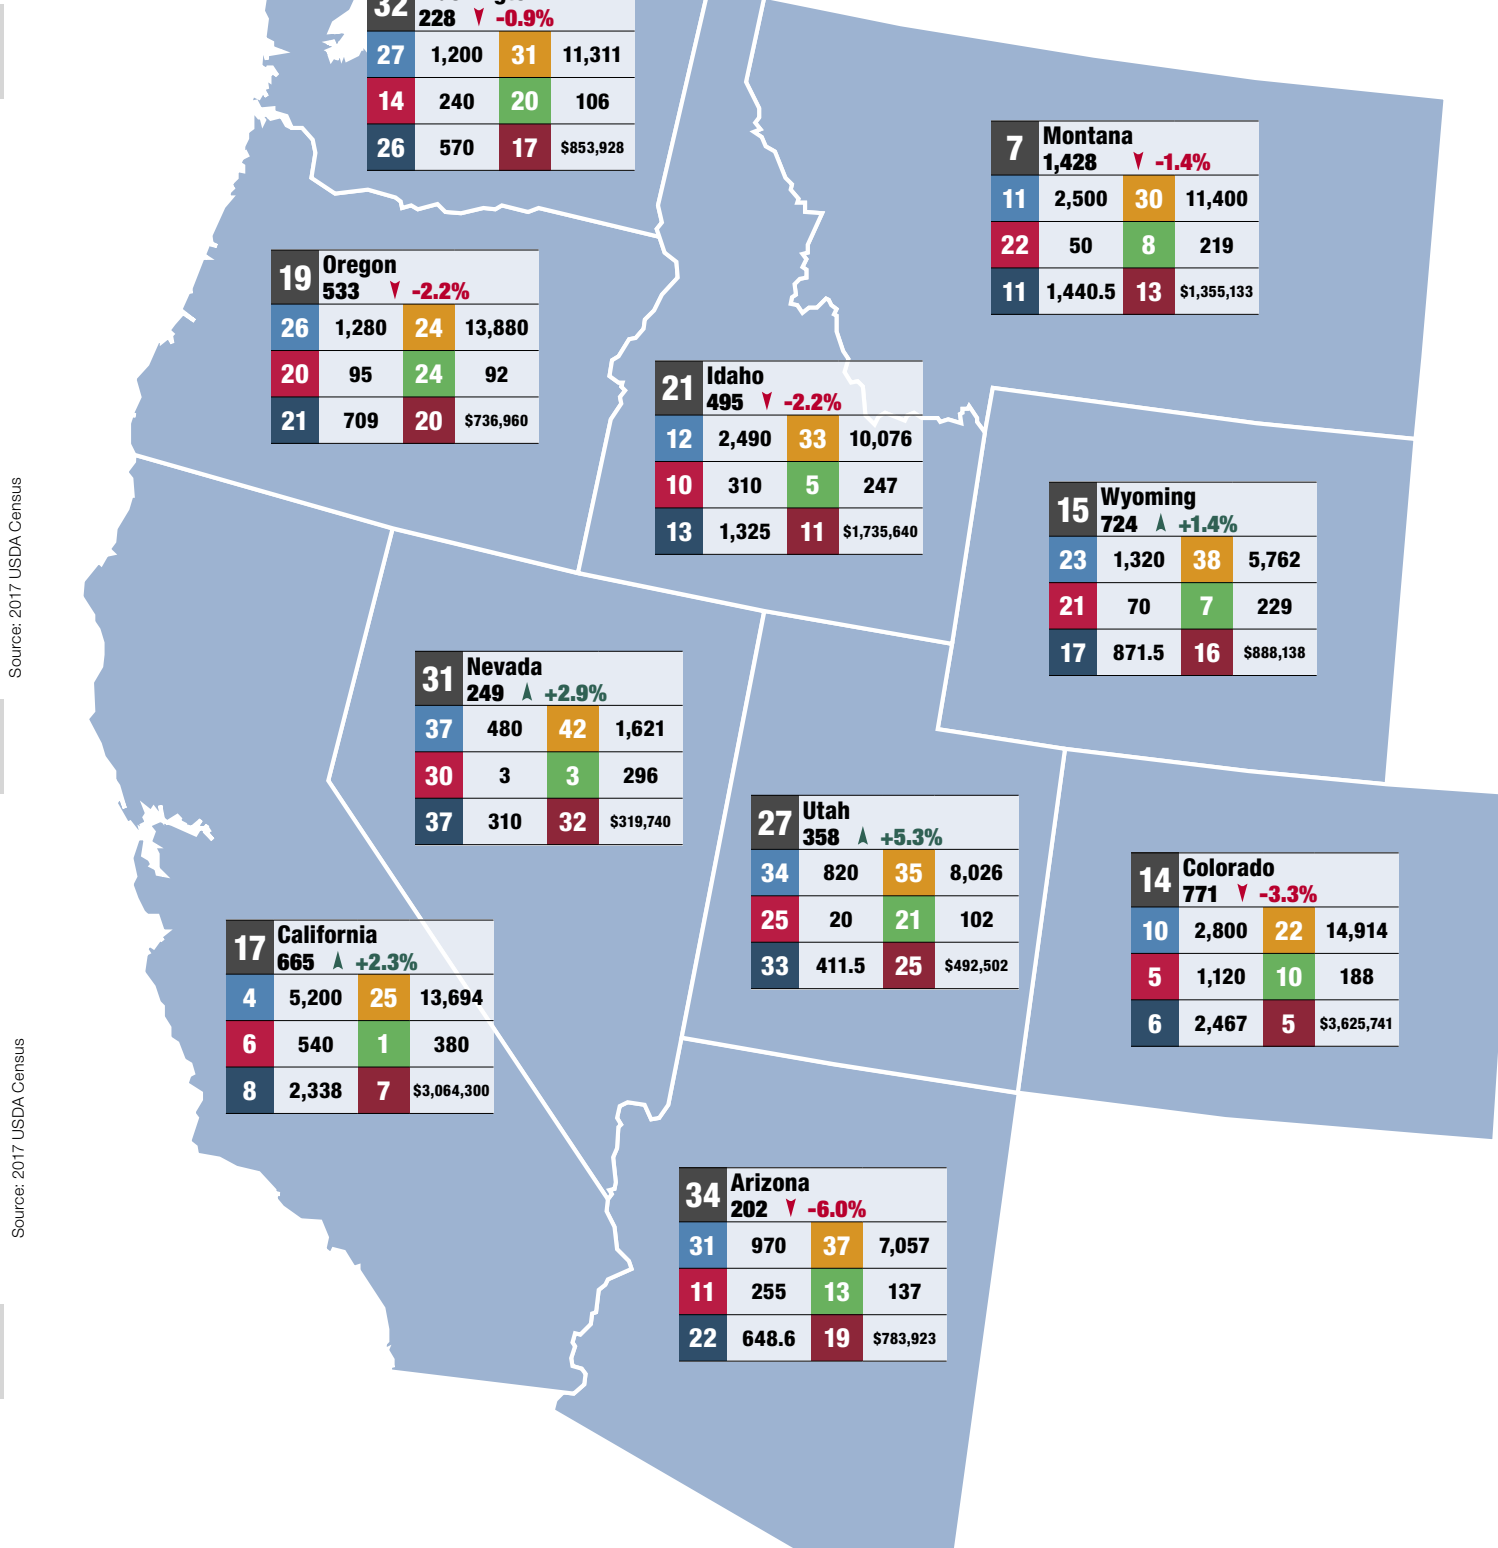 32
228 -0.9%
27 1,200 31 11,311
14 240 20 106
26 570 17 $853,928
7 Montana
1,428 -1.4%
11 2,500 30 11,400
22 50 8 219
11 1,440.5 13 $1,355,133
19 Oregon
533 -2.2%
26 1,280 24 13,880
20 95 24 92
21 709 20 $736,960
21 Idaho
495 -2.2%
12 2,490 33 10,076
10 310 5 247
13 1,325 11 $1,735,640
15 Wyoming
724 +1.4%
23 1,320 38 5,762
21 70 7 229
17 871.5 16 $888,138
Source: 2017 USDA Census
31 Nevada
249 +2.9%
37 480 42 1,621
30 3 3 296
37 310 32 $319,740
27 Utah
358 +5.3%
34 820 35 8,026
25 20 21 102
33 411.5 25 $492,502
14 Colorado
771 -3.3%
10 2,800 22 14,914
5 1,120 10 188
6 2,467 5 $3,625,741
17 California
665 +2.3%
4 5,200 25 13,694
6 540 1 380
8 2,338 7 $3,064,300
Source: 2017 USDA Census
34 Arizona
202 -6.0%
31 970 37 7,057
11 255 13 137
22 648.6 19 $783,923